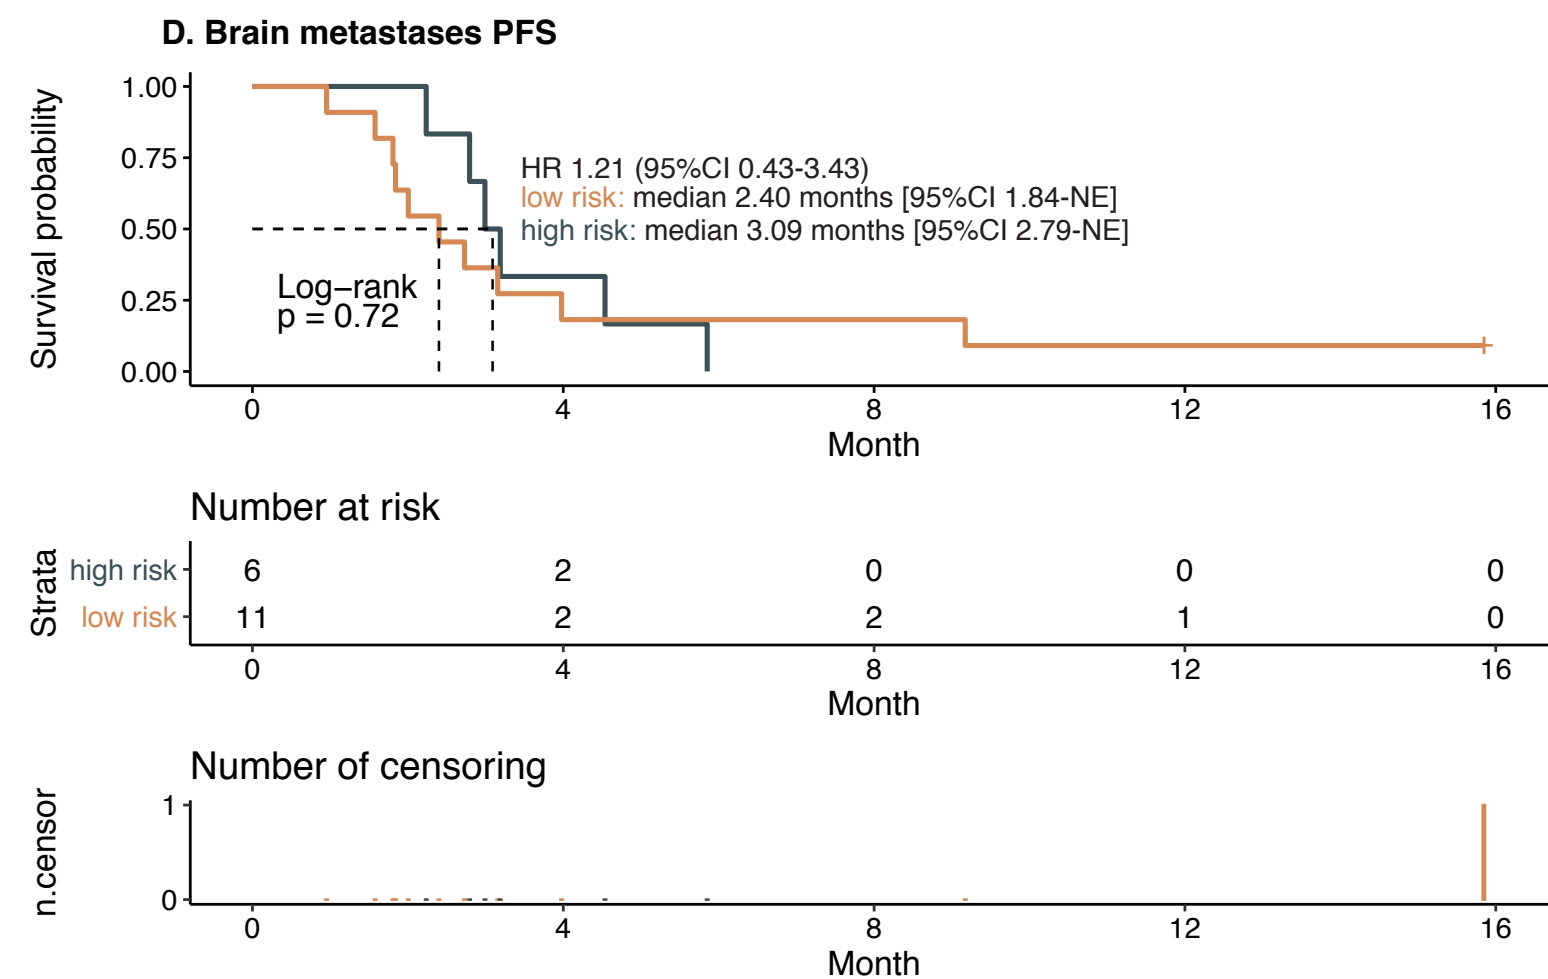 D. Brain metastases PFS
Survival probability
1.00
0.75
0.50
0.25
0.00
HR 1.21 (95%CI 0.43-3.43)
low risk: median 2.40 months [95%CI 1.84-NE]
high risk: median 3.09 months [95%CI 2.79-NE]
Log−rank
p = 0.72
0 4 8 12 16
Month
Number at risk
Strata
high risk 6 2 0 0 0
low risk 11 2 2 1 0
0 4 8 12 16
Month
Number of censoring
n.censor
1
0
0 4 8 12 16
Month